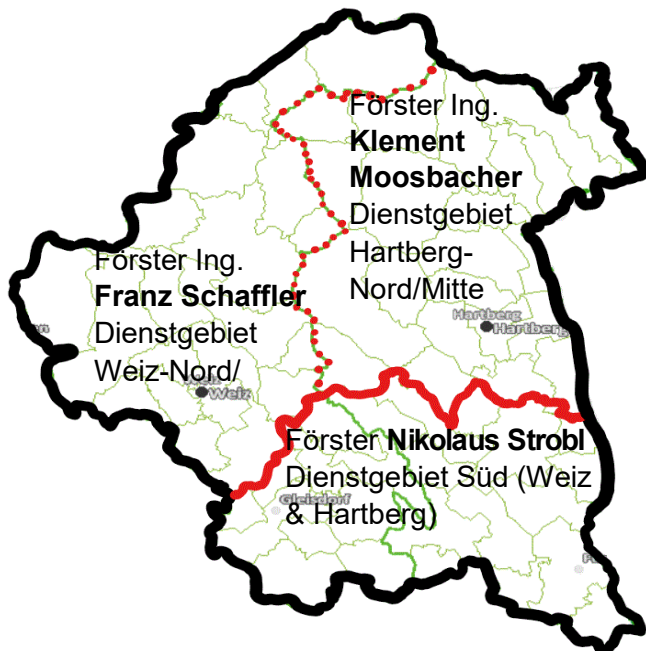 Förster Ing.
Klement
Moosbacher
Dienstgebiet
Hartberg-
Nord/Mitte
Hartberg
Hartberg
Förster Ing.
Franz Schaffler
Dienstgebiet
Weiz-Nord/
Weiz
Förster Nikolaus Strobl
Dienstgebiet Süd (Weiz
& Hartberg)
Gleisdorf